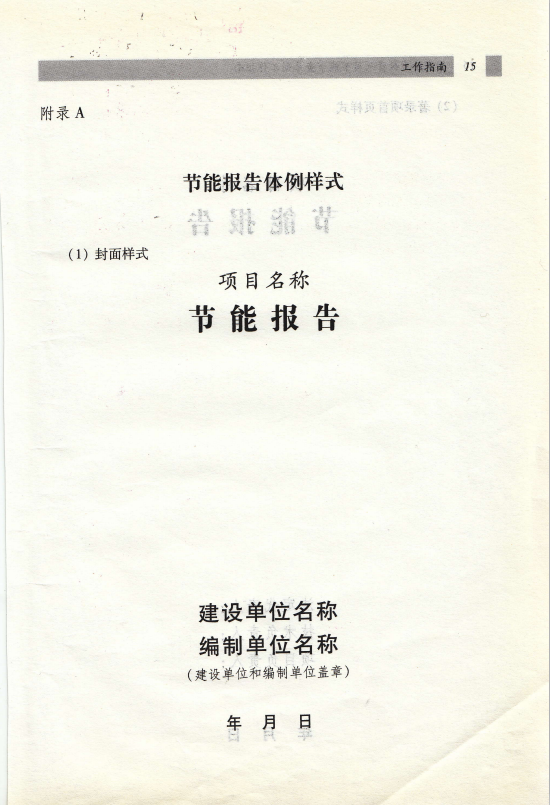 工作指南 15
附录 A
节能报告体例样式
（1）封面样式
项目名称
节能报告
建设单位名称
编制单位名称
（建设单位和编制单位盖章）
年 月 日